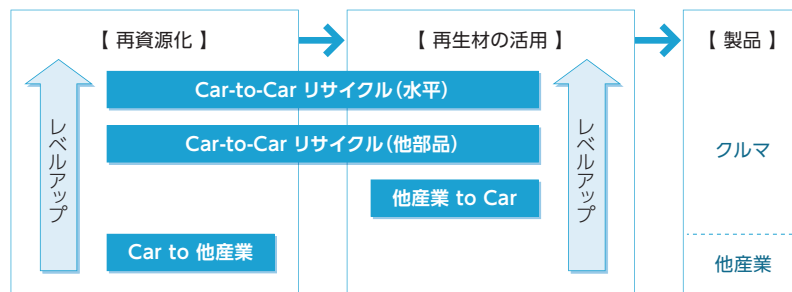 【 再資源化 】
【 再生材の活用 】
【 製品 】
レベルアップ
Car-to-Car リサイクル(水平)
Car-to-Car リサイクル(他部品)
他産業 to Car
Car to 他産業
レベルアップ
クルマ
他産業